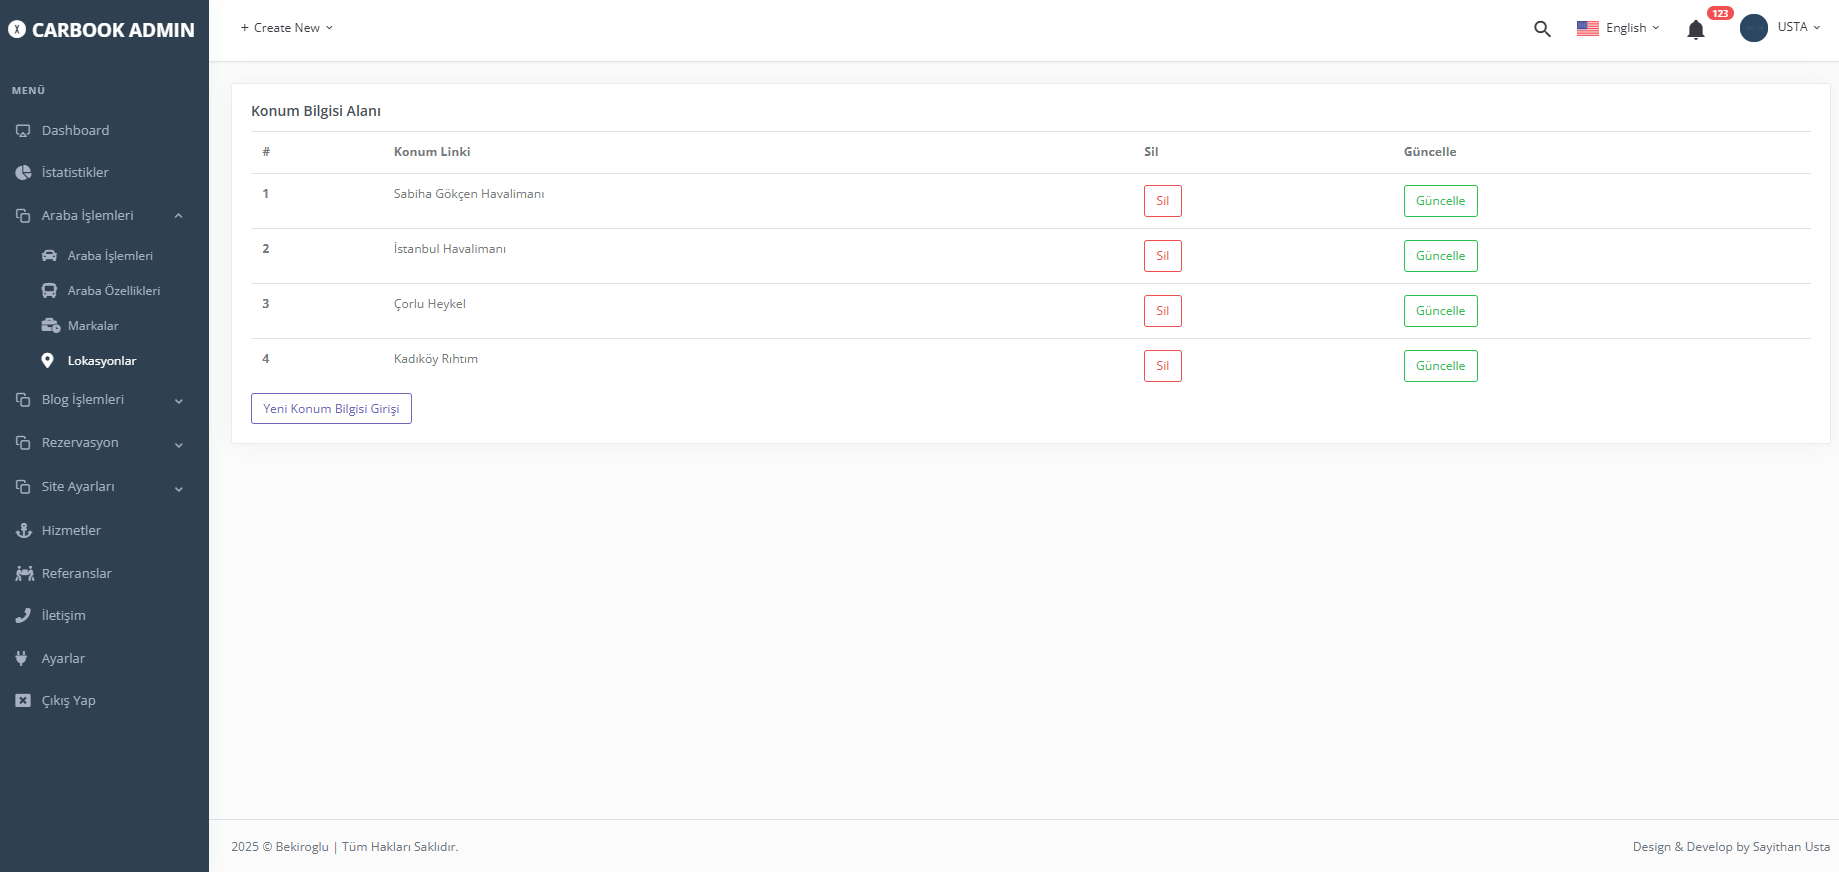 CARBOOK ADMIN
+ Create New
English
123
USTA
MENÜ
Dashboard
İstatistikler
Araba İşlemleri
Araba İşlemleri
Araba Özellikleri
Markalar
Lokasyonlar
Blog İşlemleri
Rezervasyon
Site Ayarları
Hizmetler
Referanslar
İletişim
Ayarlar
Çıkış Yap
Konum Bilgisi Alanı
# Konum Linki Sil Güncelle
1 Sabiha Gökçen Havalimanı Sil Güncelle
2 İstanbul Havalimanı Sil Güncelle
3 Çorlu Heykel Sil Güncelle
4 Kadıköy Rıhtım Sil Güncelle
Yeni Konum Bilgisi Girişi
2025 © Bekiroglu | Tüm Hakları Saklıdır.
Design & Develop by Sayithan Usta